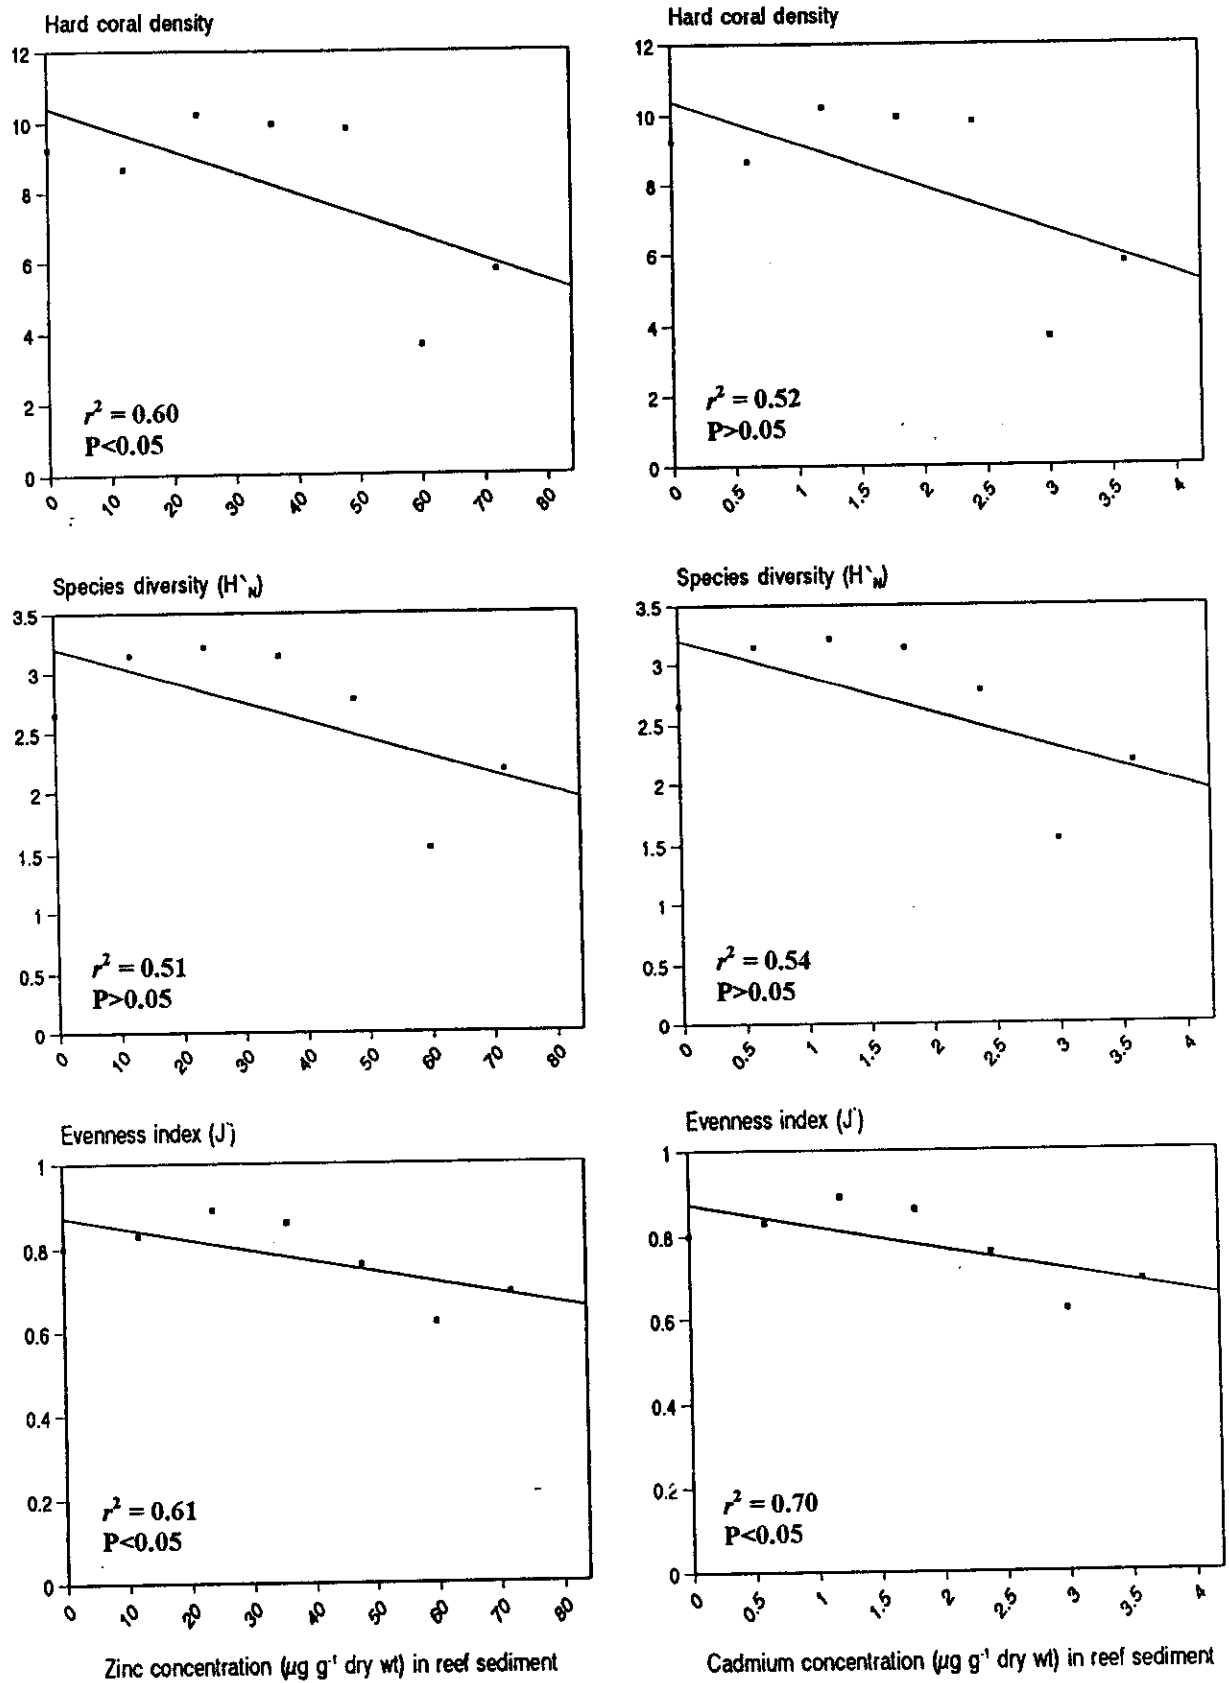 Hard coral density
12
10
8
6
4
2
0
r² = 0.60
P<0.05
0 10 20 30 40 50 60 70 80
Hard coral density
12
10
8
6
4
2
0
r² = 0.52
P>0.05
0 0.5 1 1.5 2 2.5 3 3.5 4
Species diversity (H`N)
3.5
3
2.5
2
1.5
1
0.5
0
r² = 0.51
P>0.05
0 10 20 30 40 50 60 70 80
Species diversity (H`N)
3.5
3
2.5
2
1.5
1
0.5
0
r² = 0.54
P>0.05
0 0.5 1 1.5 2 2.5 3 3.5 4
Evenness index (J`)
1
0.8
0.6
0.4
0.2
0
r² = 0.61
P<0.05
0 10 20 30 40 50 60 70 80
Zinc concentration (µg g⁻¹ dry wt) in reef sediment
Evenness index (J`)
1
0.8
0.6
0.4
0.2
0
r² = 0.70
P<0.05
0 0.5 1 1.5 2 2.5 3 3.5 4
Cadmium concentration (µg g⁻¹ dry wt) in reef sediment